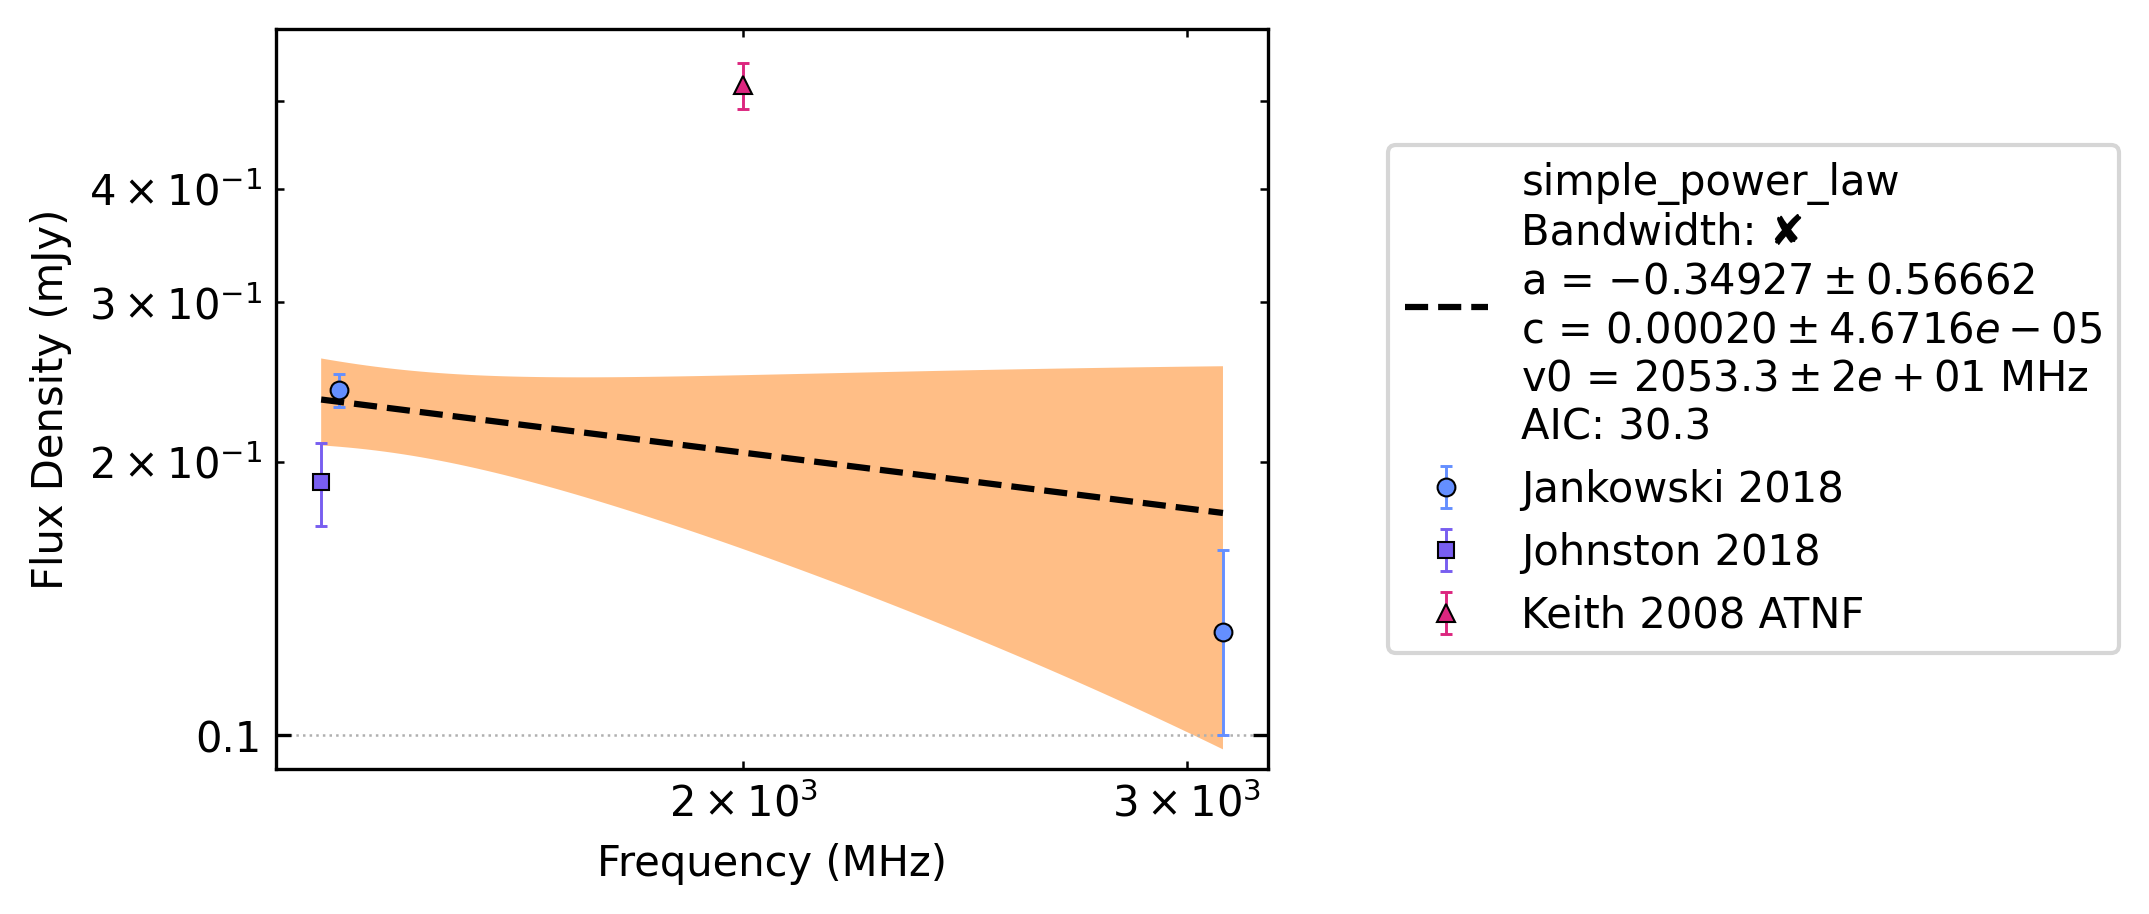 Flux Density (mJy)
4 × 10⁻¹
3 × 10⁻¹
2 × 10⁻¹
0.1
2 × 10³
3 × 10³
Frequency (MHz)
simple_power_law
Bandwidth: ✘
a = −0.34927 ± 0.56662
c = 0.00020 ± 4.6716e − 05
v0 = 2053.3 ± 2e + 01 MHz
AIC: 30.3
Jankowski 2018
Johnston 2018
Keith 2008 ATNF